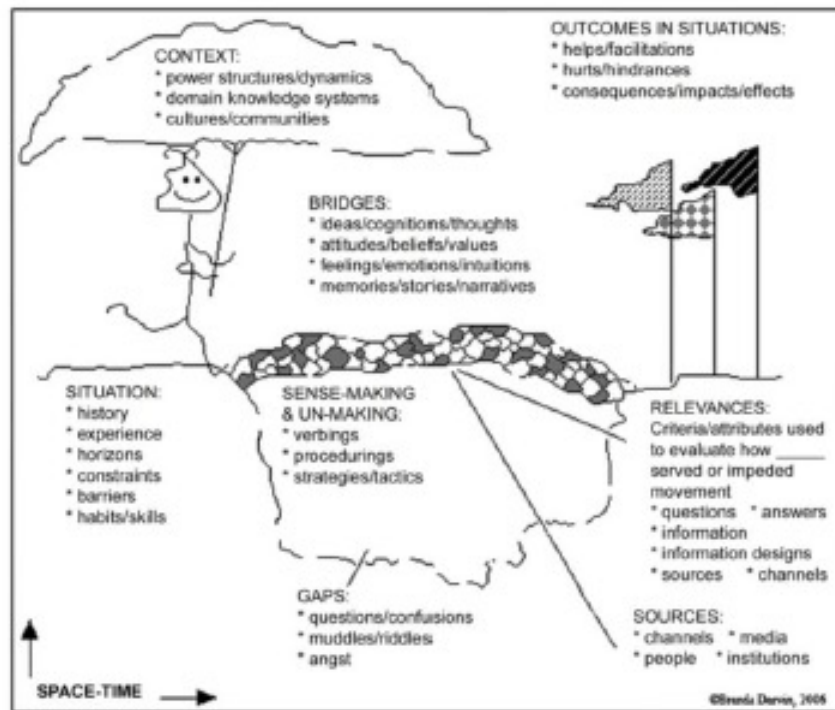 CONTEXT:
* power structures/dynamics
* domain knowledge systems
* cultures/communities
OUTCOMES IN SITUATIONS:
* helps/facilitations
* hurts/hindrances
* consequences/impacts/effects
BRIDGES:
* ideas/cognitions/thoughts
* attitudes/beliefs/values
* feelings/emotions/intuitions
* memories/stories/narratives
SITUATION:
* history
* experience
* horizons
* constraints
* barriers
* habits/skills
SENSE-MAKING
& UN-MAKING:
* verbings
* procedurings
* strategies/tactics
RELEVANCES:
Criteria/attributes used
to evaluate how _____
served or impeded
movement
* questions * answers
* information
* information designs
* sources * channels
GAPS:
* questions/confusions
* muddles/riddles
* angst
SOURCES:
* channels * media
* people * institutions
SPACE-TIME
©Brenda Dervin, 2008